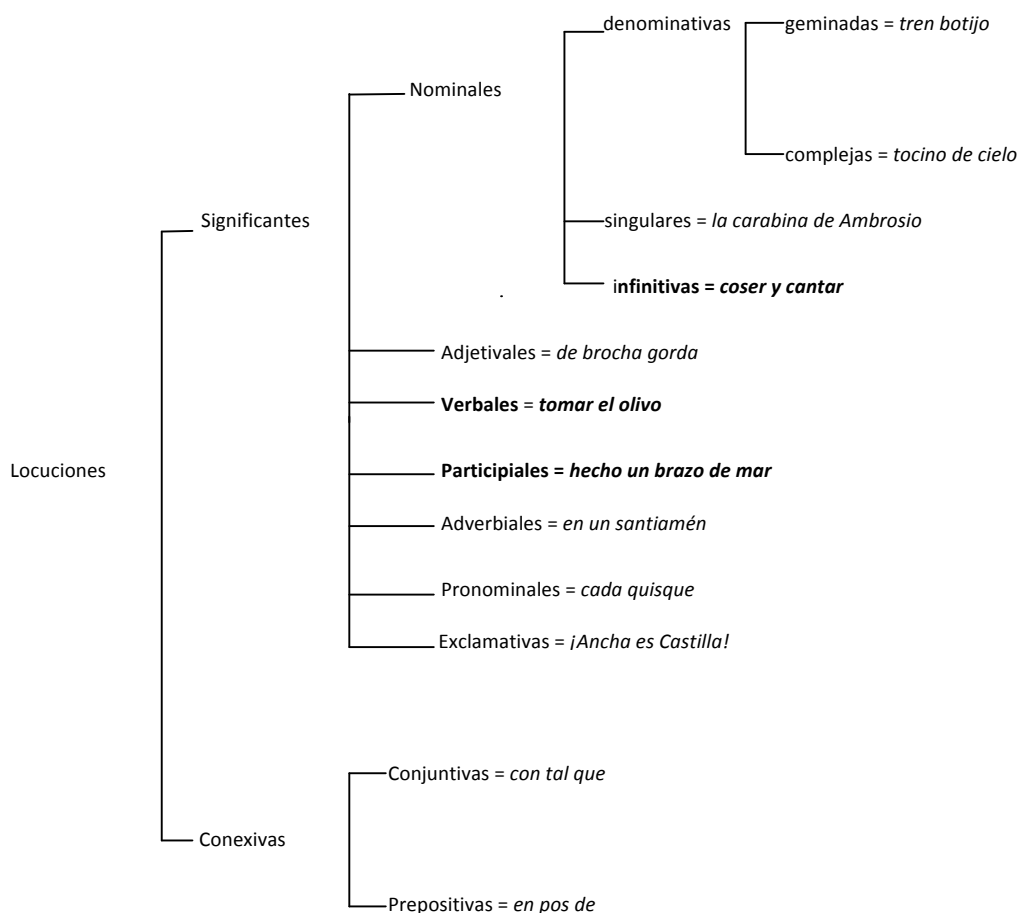 denominativas
geminadas = tren botijo
Nominales
complejas = tocino de cielo
Significantes
singulares = la carabina de Ambrosio
infinitivas = coser y cantar
.
Adjetivales = de brocha gorda
Verbales = tomar el olivo
Locuciones
Participiales = hecho un brazo de mar
Adverbiales = en un santiamén
Pronominales = cada quisque
Exclamativas = ¡Ancha es Castilla!
Conjuntivas = con tal que
Conexivas
Prepositivas = en pos de